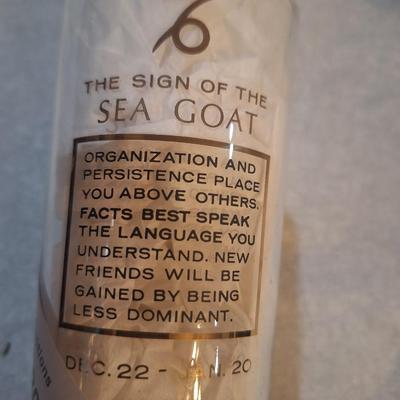 THE SIGN OF THE
SEA GOAT
ORGANIZATION AND
PERSISTENCE PLACE
YOU ABOVE OTHERS.
FACTS BEST SPEAK
THE LANGUAGE YOU
UNDERSTAND. NEW
FRIENDS WILL BE
GAINED BY BEING
LESS DOMINANT.
DEC. 22 - JAN. 20